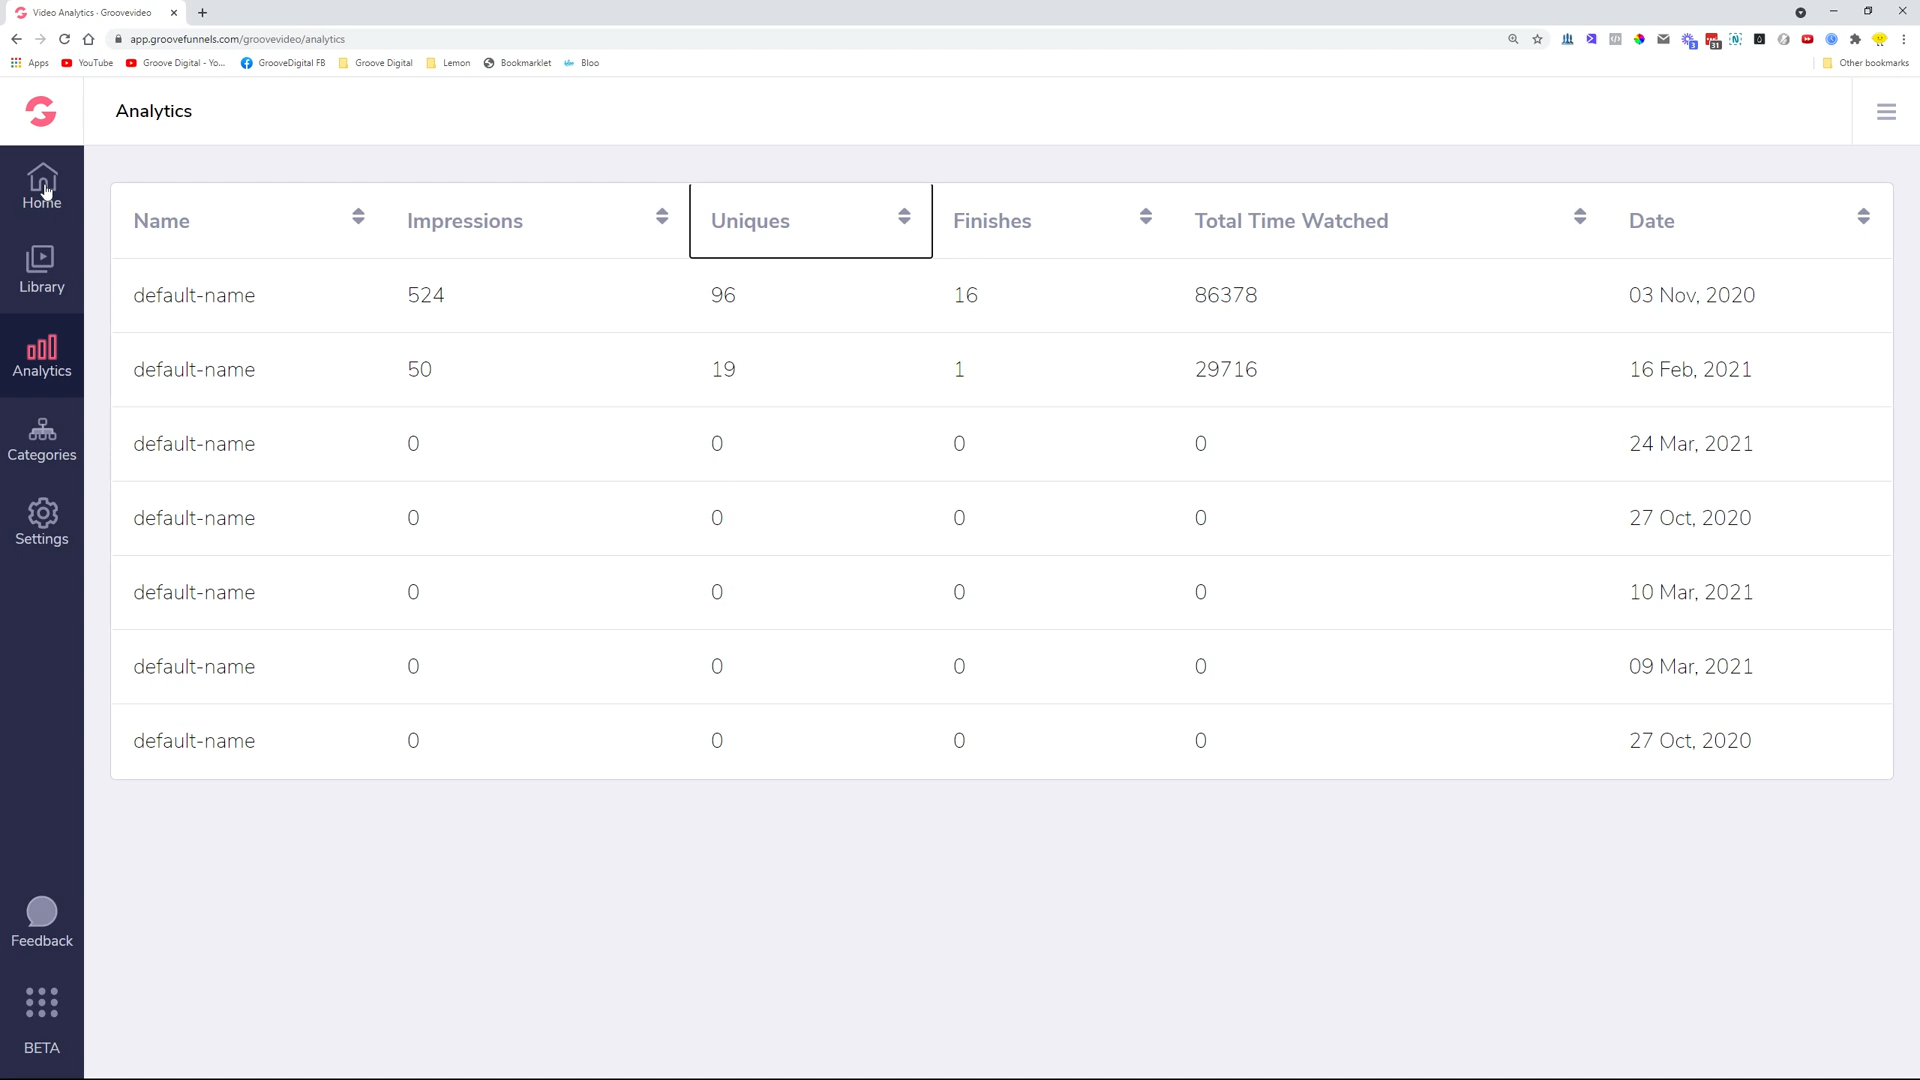 Video Analytics - Groovevideo
app.groovefunnels.com/groovevideo/analytics
Apps YouTube Groove Digital - Yo... GrooveDigital FB Groove Digital Lemon Bookmarklet Bloo Other bookmarks
Analytics
Home
Library
Analytics
Categories
Settings
Feedback
BETA
Name Impressions Uniques Finishes Total Time Watched Date
default-name 524 96 16 86378 03 Nov, 2020
default-name 50 19 1 29716 16 Feb, 2021
default-name 0 0 0 0 24 Mar, 2021
default-name 0 0 0 0 27 Oct, 2020
default-name 0 0 0 0 10 Mar, 2021
default-name 0 0 0 0 09 Mar, 2021
default-name 0 0 0 0 27 Oct, 2020